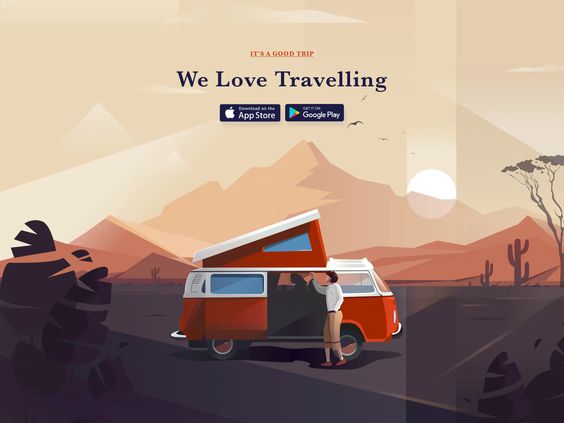 IT'S A GOOD TRIP
We Love Travelling
Download on the
App Store
GET IT ON
Google Play